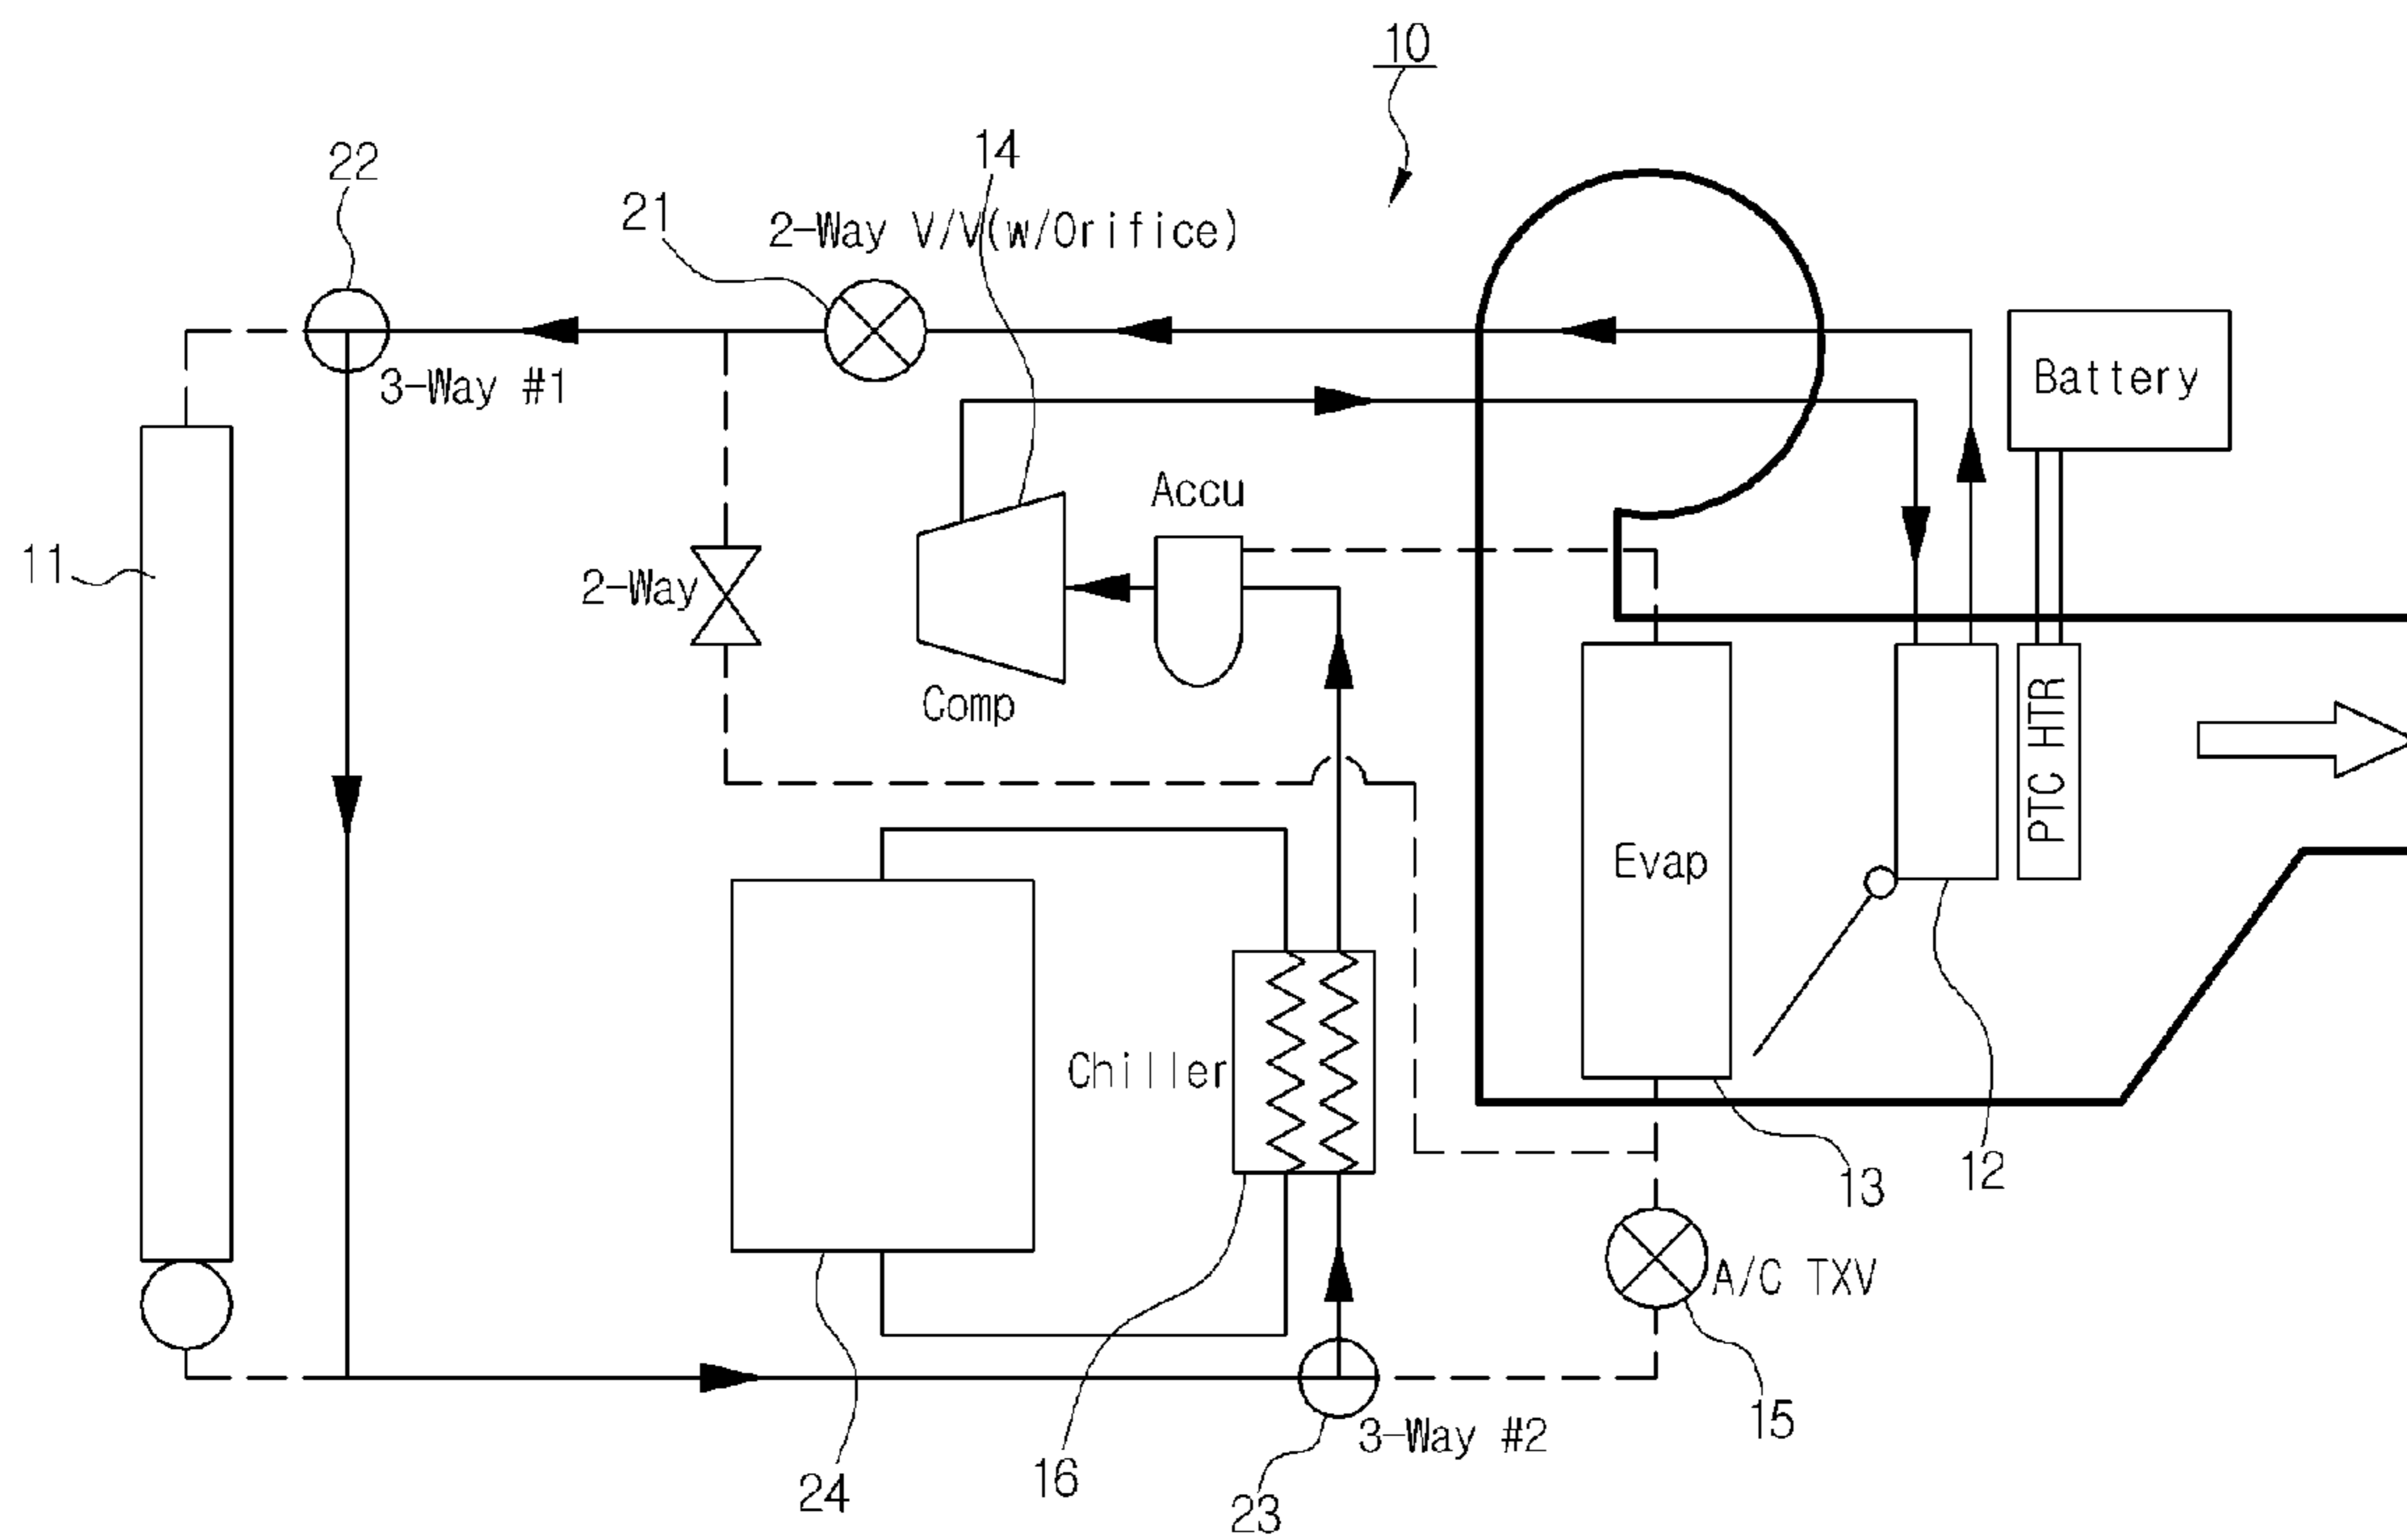 10
22
14
21
2-Way V/V(w/Orifice)
3-Way #1
Battery
Accu
11
2-Way
Comp
PTC HTR
Evap
Chiller
13
12
A/C TXV
15
3-Way #2
24
16
23